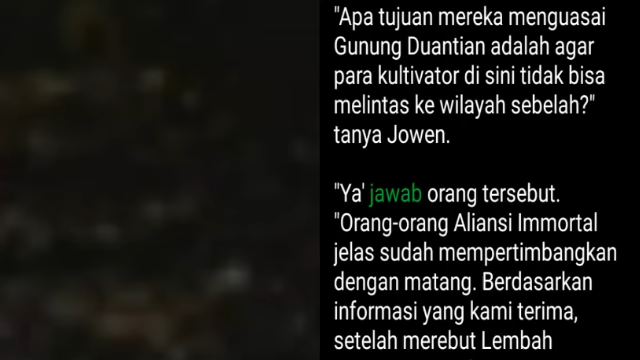 "Apa tujuan mereka menguasai
Gunung Duantian adalah agar
para kultivator di sini tidak bisa
melintas ke wilayah sebelah?"
tanya Jowen.
"Ya' jawab orang tersebut.
"Orang-orang Aliansi Immortal
jelas sudah mempertimbangkan
dengan matang. Berdasarkan
informasi yang kami terima,
setelah merebut Lembah